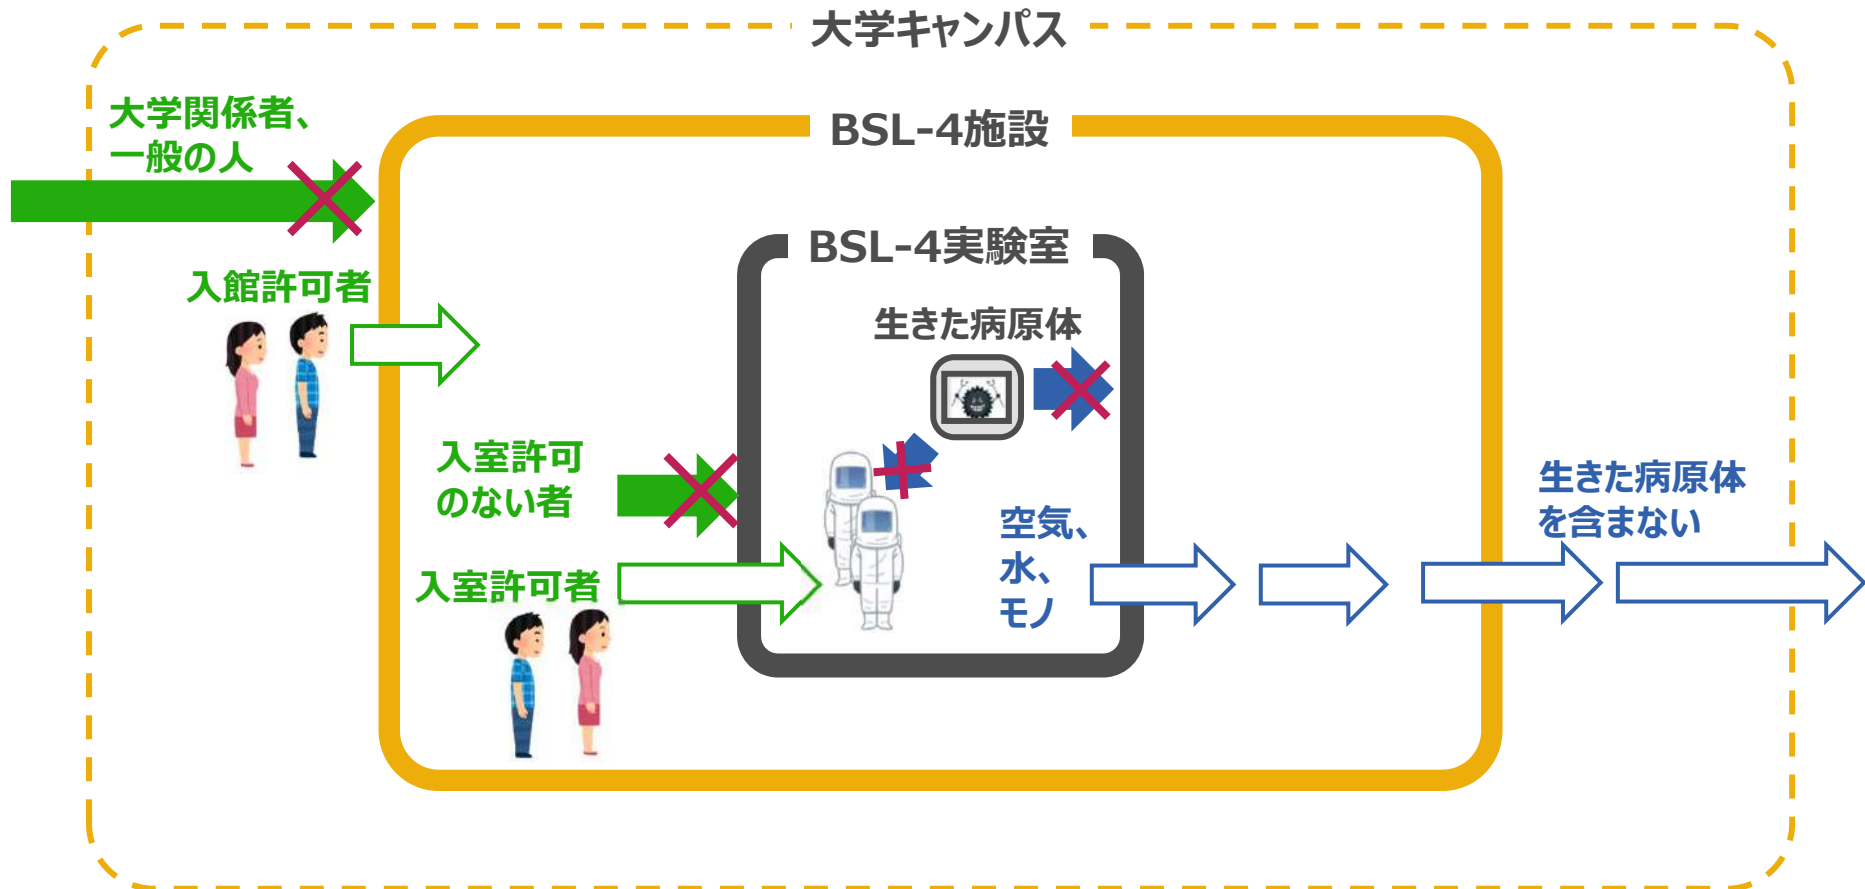 大学キャンパス
大学関係者、
一般の人
BSL-4施設
BSL-4実験室
入館許可者
生きた病原体
入室許可
のない者
入室許可者
空気、
水、
モノ
生きた病原体
を含まない